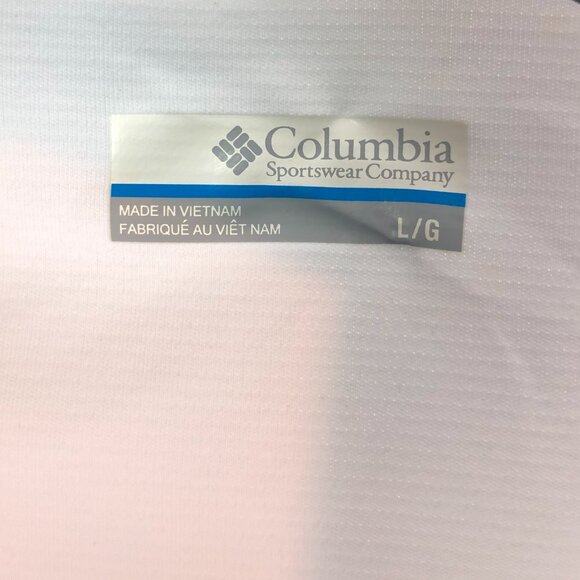 Columbia
Sportswear Company
MADE IN VIETNAM
FABRIQUÉ AU VIÊT NAM
L/G